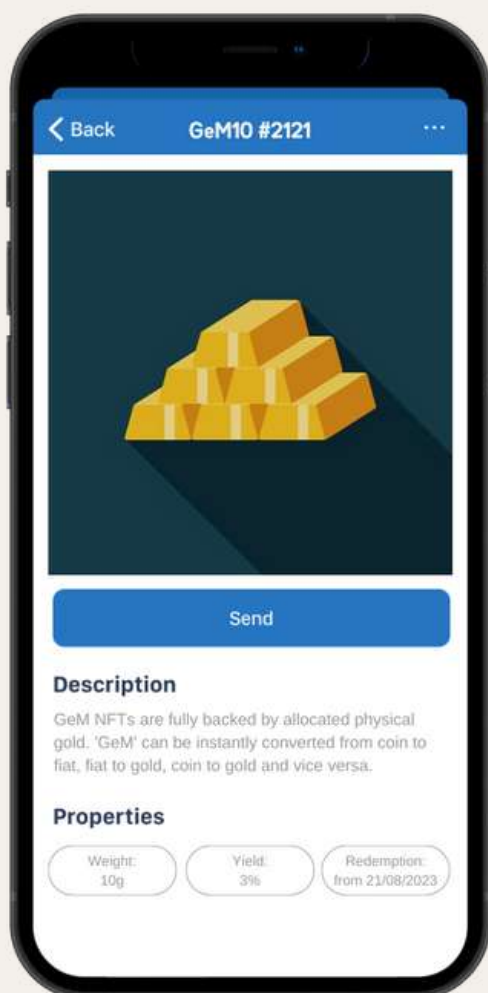 Back
GeM10 #2121
...
Send
Description
GeM NFTs are fully backed by allocated physical
gold. 'GeM' can be instantly converted from coin to
fiat, fiat to gold, coin to gold and vice versa.
Properties
Weight:
10g
Yield:
3%
Redemption:
from 21/08/2023